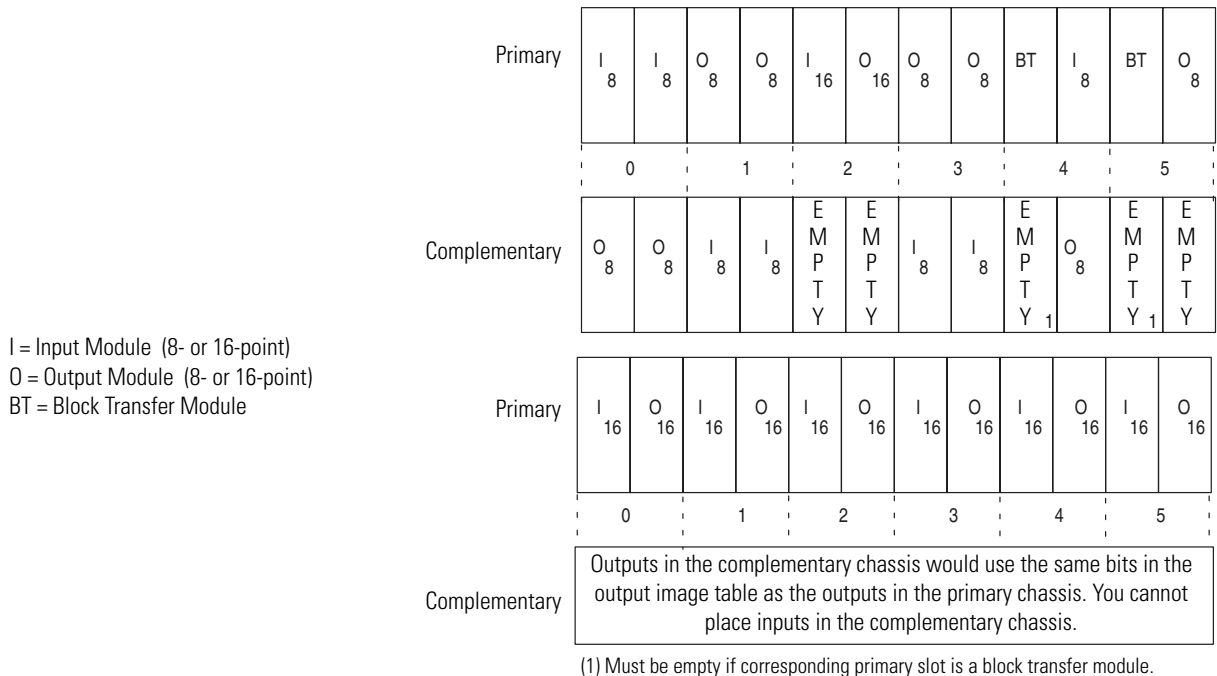 Primary
I 8 I 8 O 8 O 8 I 16 O 16 O 8 O 8 BT I 8 BT O 8
0 1 2 3 4 5
Complementary
O 8 O 8 I 8 I 8 EMPTY EMPTY I 8 I 8 EMPTY 1 O 8 EMPTY 1 EMPTY
I = Input Module (8- or 16-point)
O = Output Module (8- or 16-point)
BT = Block Transfer Module
Primary
I 16 O 16 I 16 O 16 I 16 O 16 I 16 O 16 I 16 O 16 I 16 O 16
0 1 2 3 4 5
Complementary
Outputs in the complementary chassis would use the same bits in the
output image table as the outputs in the primary chassis. You cannot
place inputs in the complementary chassis.
(1) Must be empty if corresponding primary slot is a block transfer module.